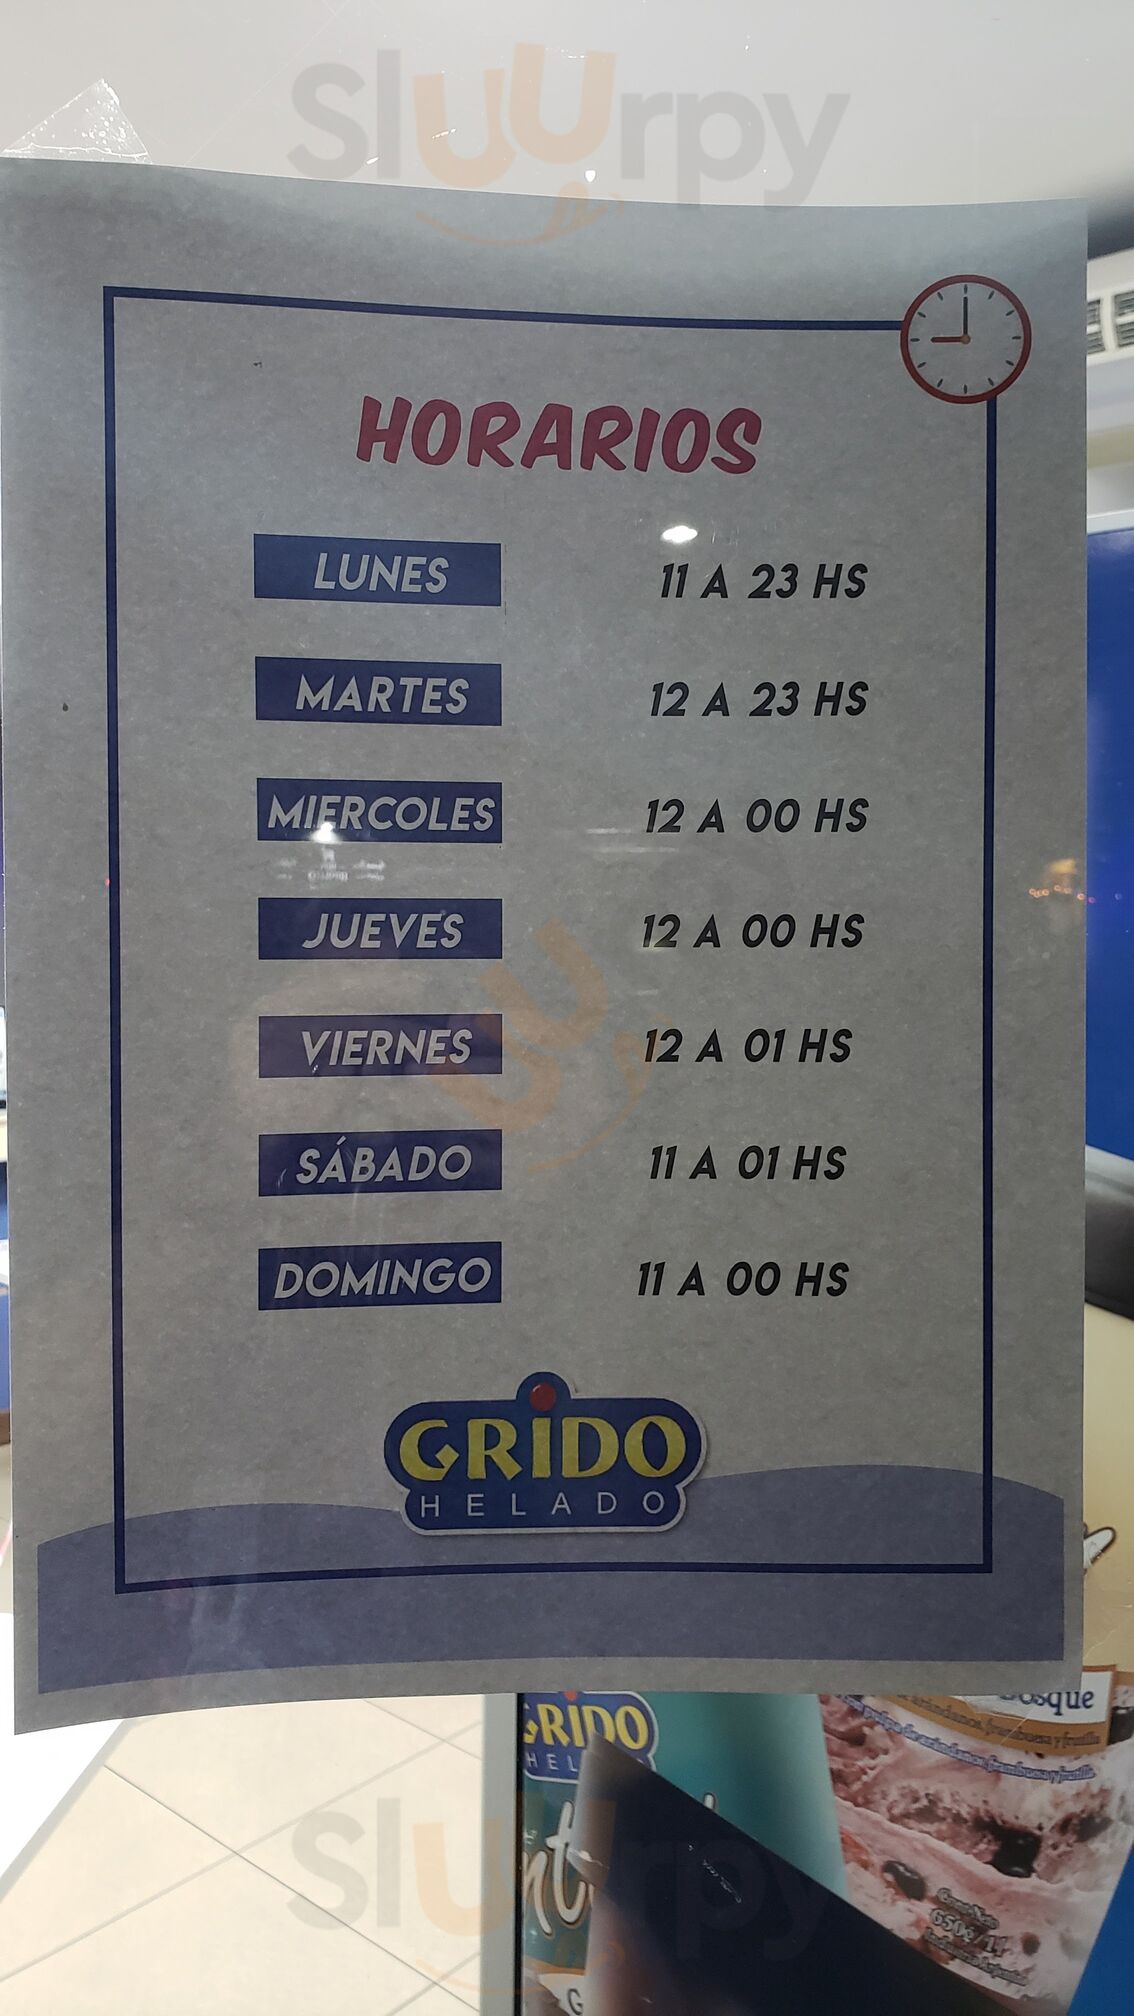 Sluurpy
HORARIOS
LUNES 11 A 23 HS
MARTES 12 A 23 HS
MIERCOLES 12 A 00 HS
JUEVES 12 A 00 HS
VIERNES 12 A 01 HS
SÁBADO 11 A 01 HS
DOMINGO 11 A 00 HS
GRIDO
HELADO
GRIDO
Sluurpy